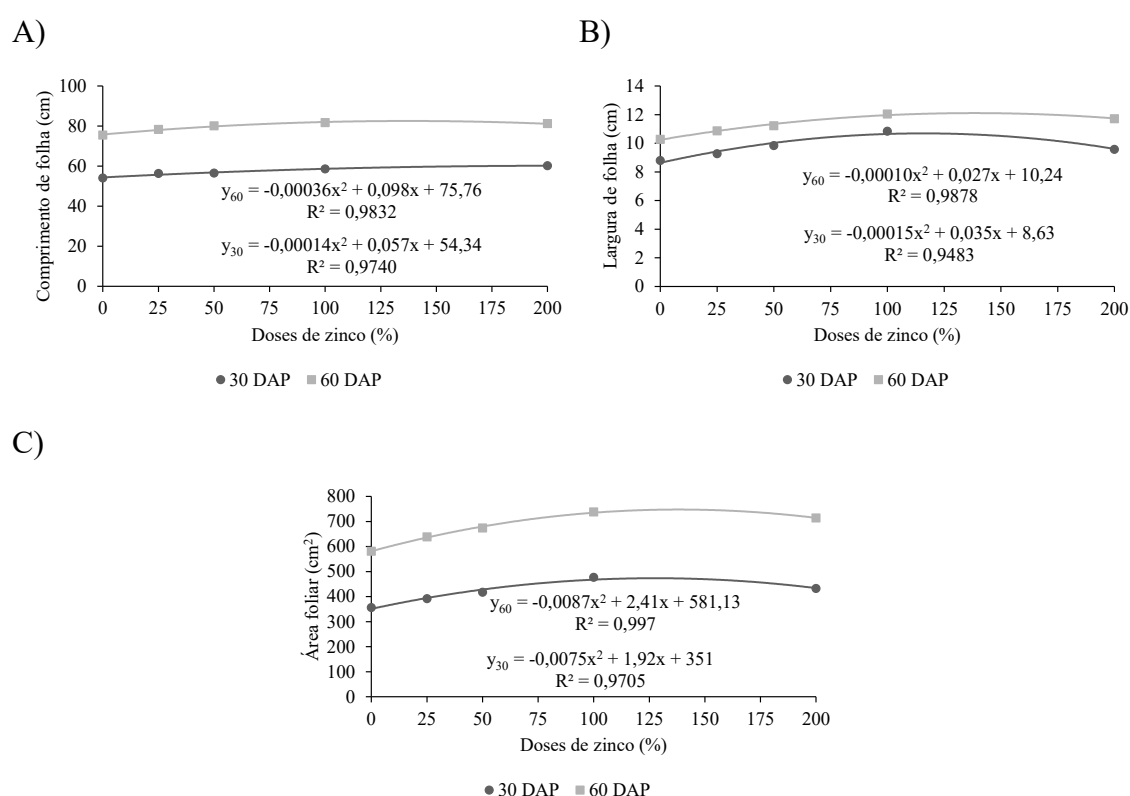 A)
Comprimento de folha (cm)
100
80
60
40
20
0
y₆₀ = -0,00036x² + 0,098x + 75,76
R² = 0,9832
y₃₀ = -0,00014x² + 0,057x + 54,34
R² = 0,9740
0 25 50 75 100 125 150 175 200
Doses de zinco (%)
30 DAP 60 DAP
B)
Largura de folha (cm)
14
12
10
8
6
4
2
0
y₆₀ = -0,00010x² + 0,027x + 10,24
R² = 0,9878
y₃₀ = -0,00015x² + 0,035x + 8,63
R² = 0,9483
0 25 50 75 100 125 150 175 200
Doses de zinco (%)
30 DAP 60 DAP
C)
Área foliar (cm²)
800
700
600
500
400
300
200
100
0
y₆₀ = -0,0087x² + 2,41x + 581,13
R² = 0,997
y₃₀ = -0,0075x² + 1,92x + 351
R² = 0,9705
0 25 50 75 100 125 150 175 200
Doses de zinco (%)
30 DAP 60 DAP